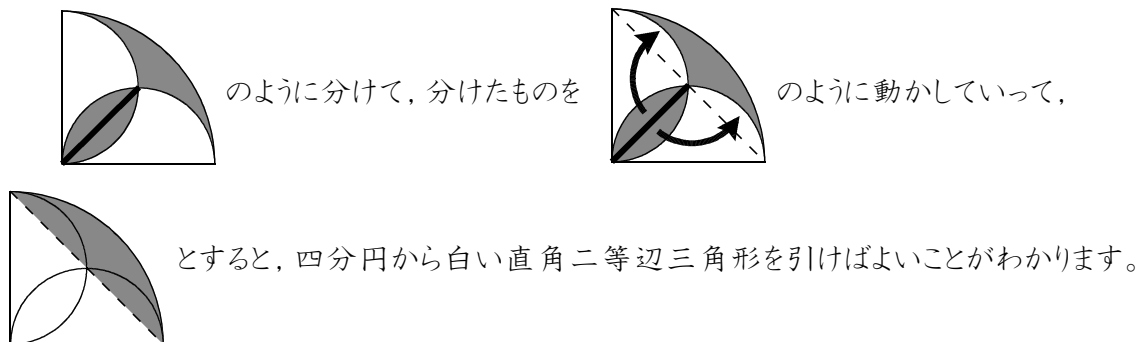 のように分けて，分けたものを のように動かしていって，
とすると，四分円から白い直角二等辺三角形を引けばよいことがわかります。